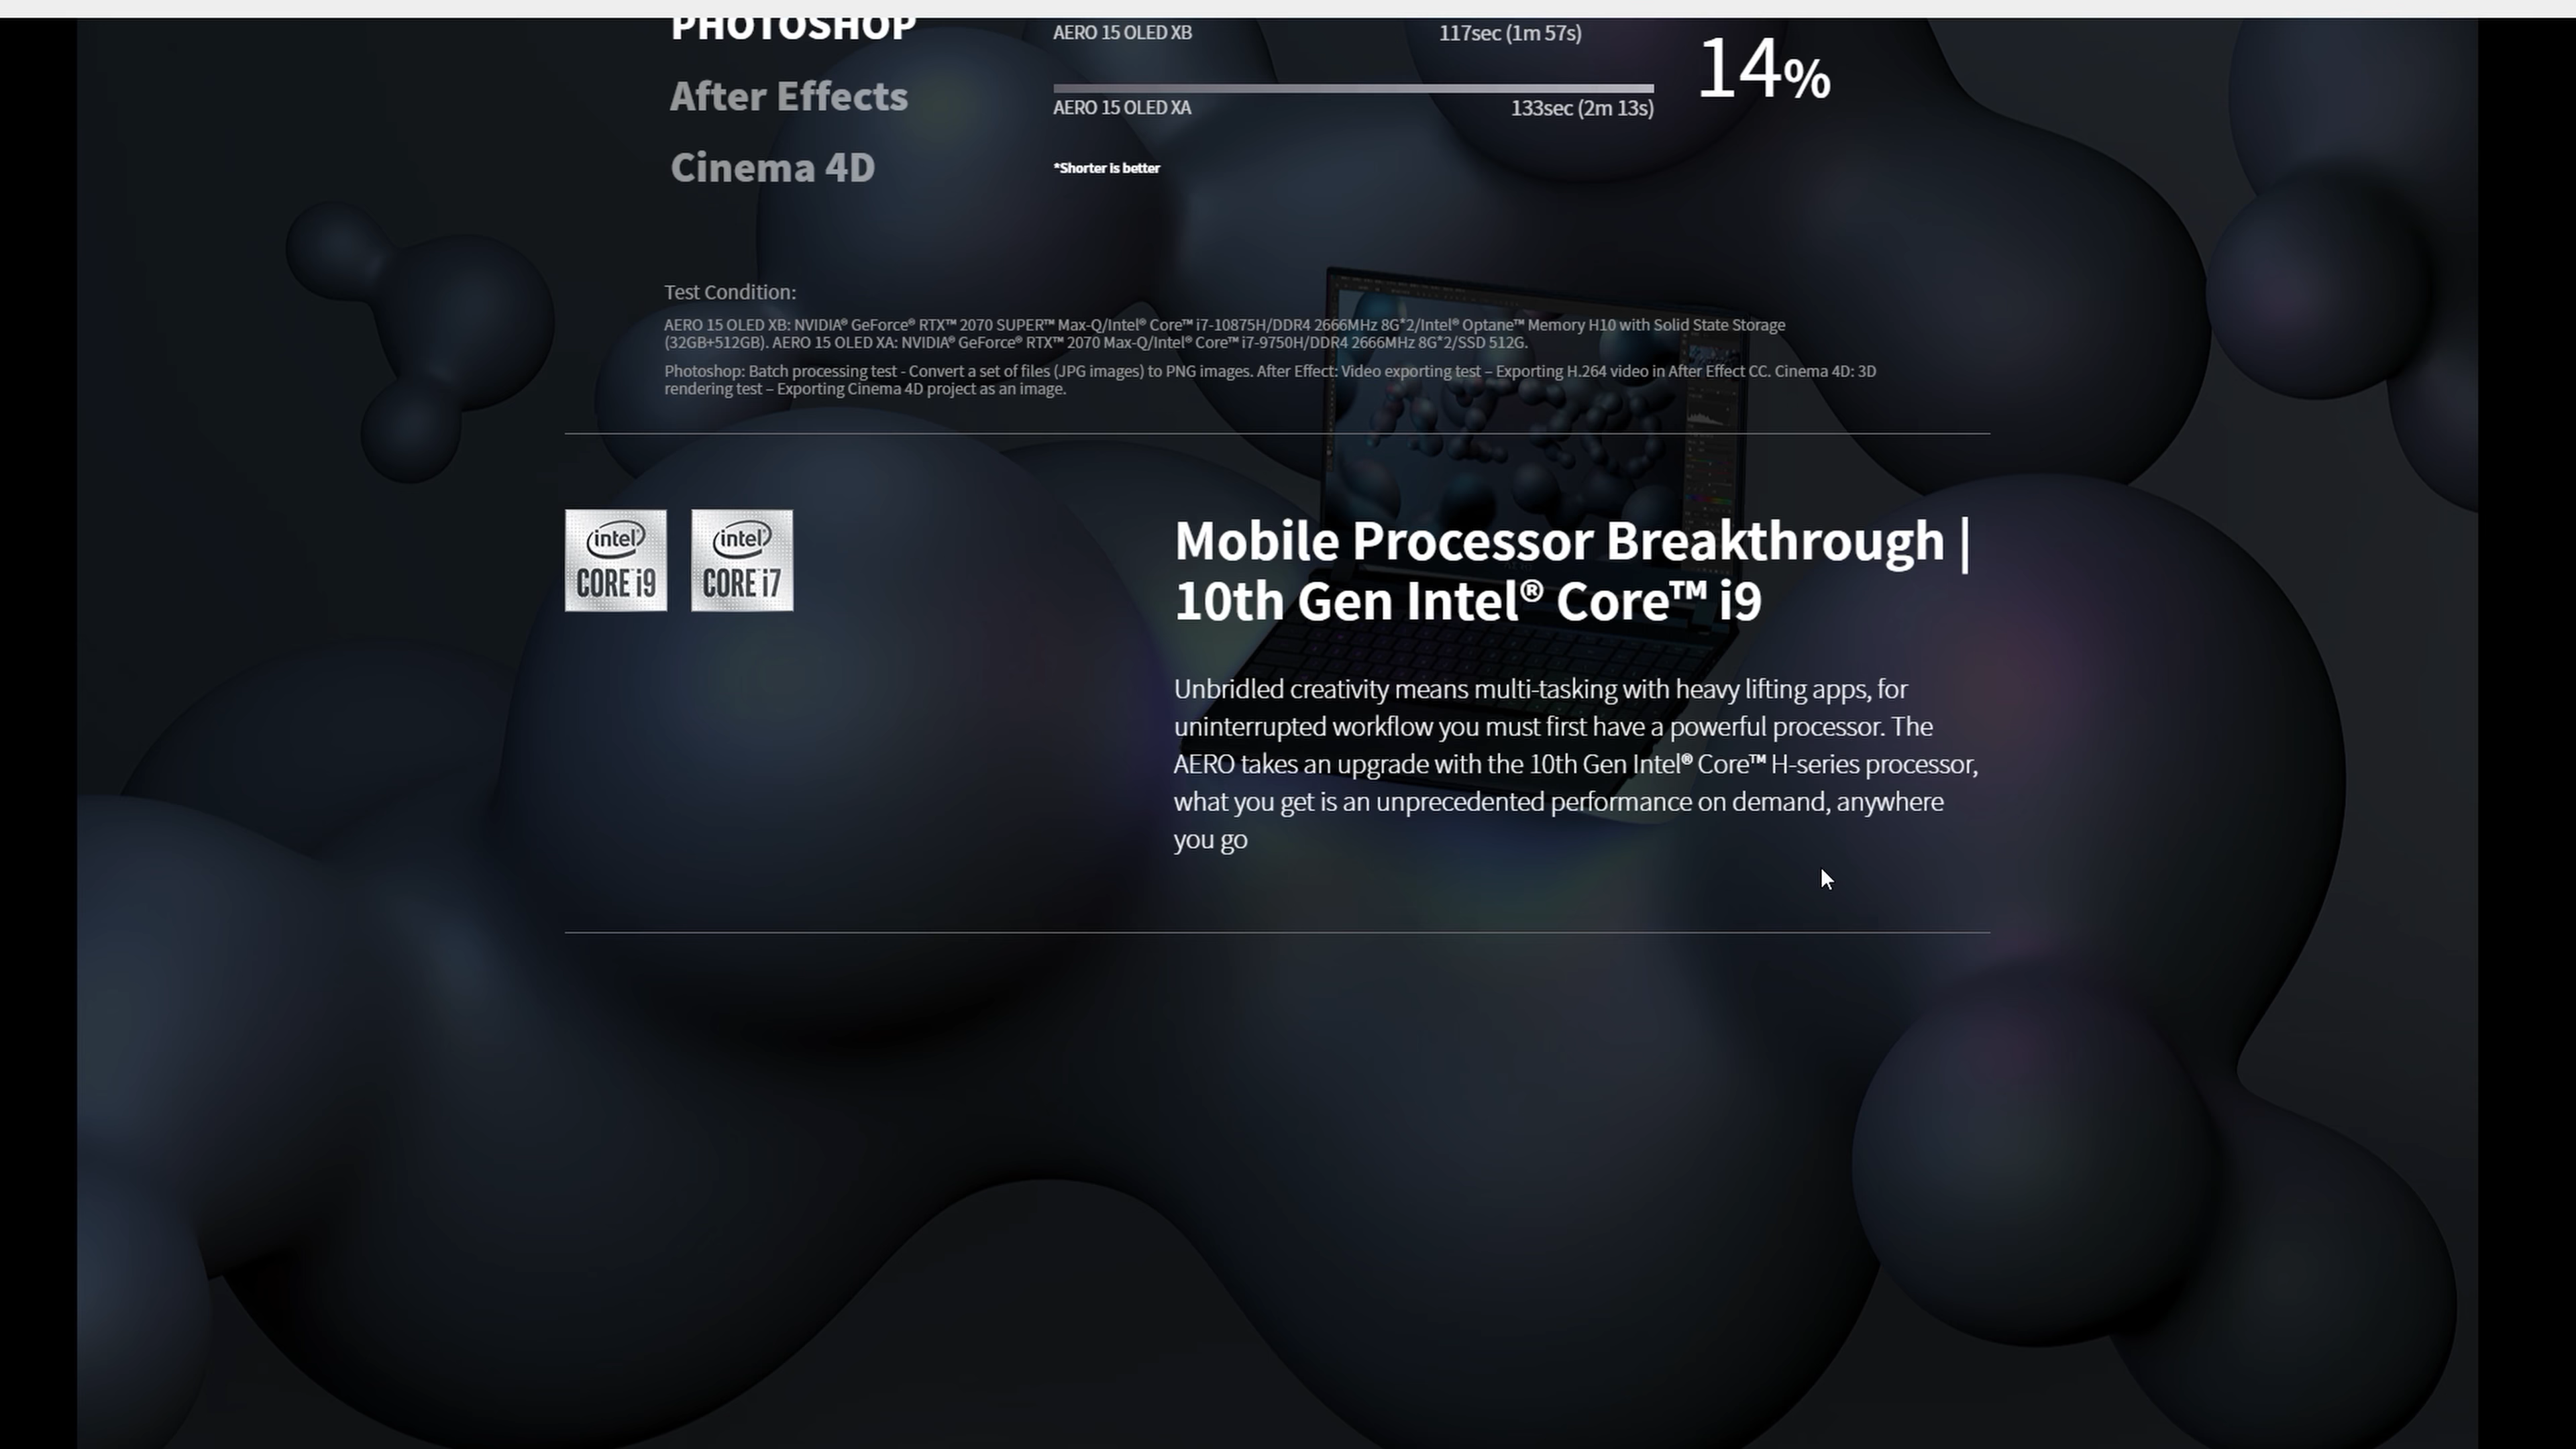 PHOTOSHOP
AERO 15 OLED XB 117sec (1m 57s)
14%
After Effects
AERO 15 OLED XA 133sec (2m 13s)
Cinema 4D
*Shorter is better
Test Condition:
AERO 15 OLED XB: NVIDIA® GeForce® RTX™ 2070 SUPER™ Max-Q/Intel® Core™ i7-10875H/DDR4 2666MHz 8G*2/Intel® Optane™ Memory H10 with Solid State Storage
(32GB+512GB). AERO 15 OLED XA: NVIDIA® GeForce® RTX™ 2070 Max-Q/Intel® Core™ i7-9750H/DDR4 2666MHz 8G*2/SSD 512G.
Photoshop: Batch processing test - Convert a set of files (JPG images) to PNG images. After Effect: Video exporting test – Exporting H.264 video in After Effect CC. Cinema 4D: 3D
rendering test – Exporting Cinema 4D project as an image.
intel® CORE™ i9
intel® CORE™ i7
Mobile Processor Breakthrough |
10th Gen Intel® Core™ i9
Unbridled creativity means multi-tasking with heavy lifting apps, for
uninterrupted workflow you must first have a powerful processor. The
AERO takes an upgrade with the 10th Gen Intel® Core™ H-series processor,
what you get is an unprecedented performance on demand, anywhere
you go